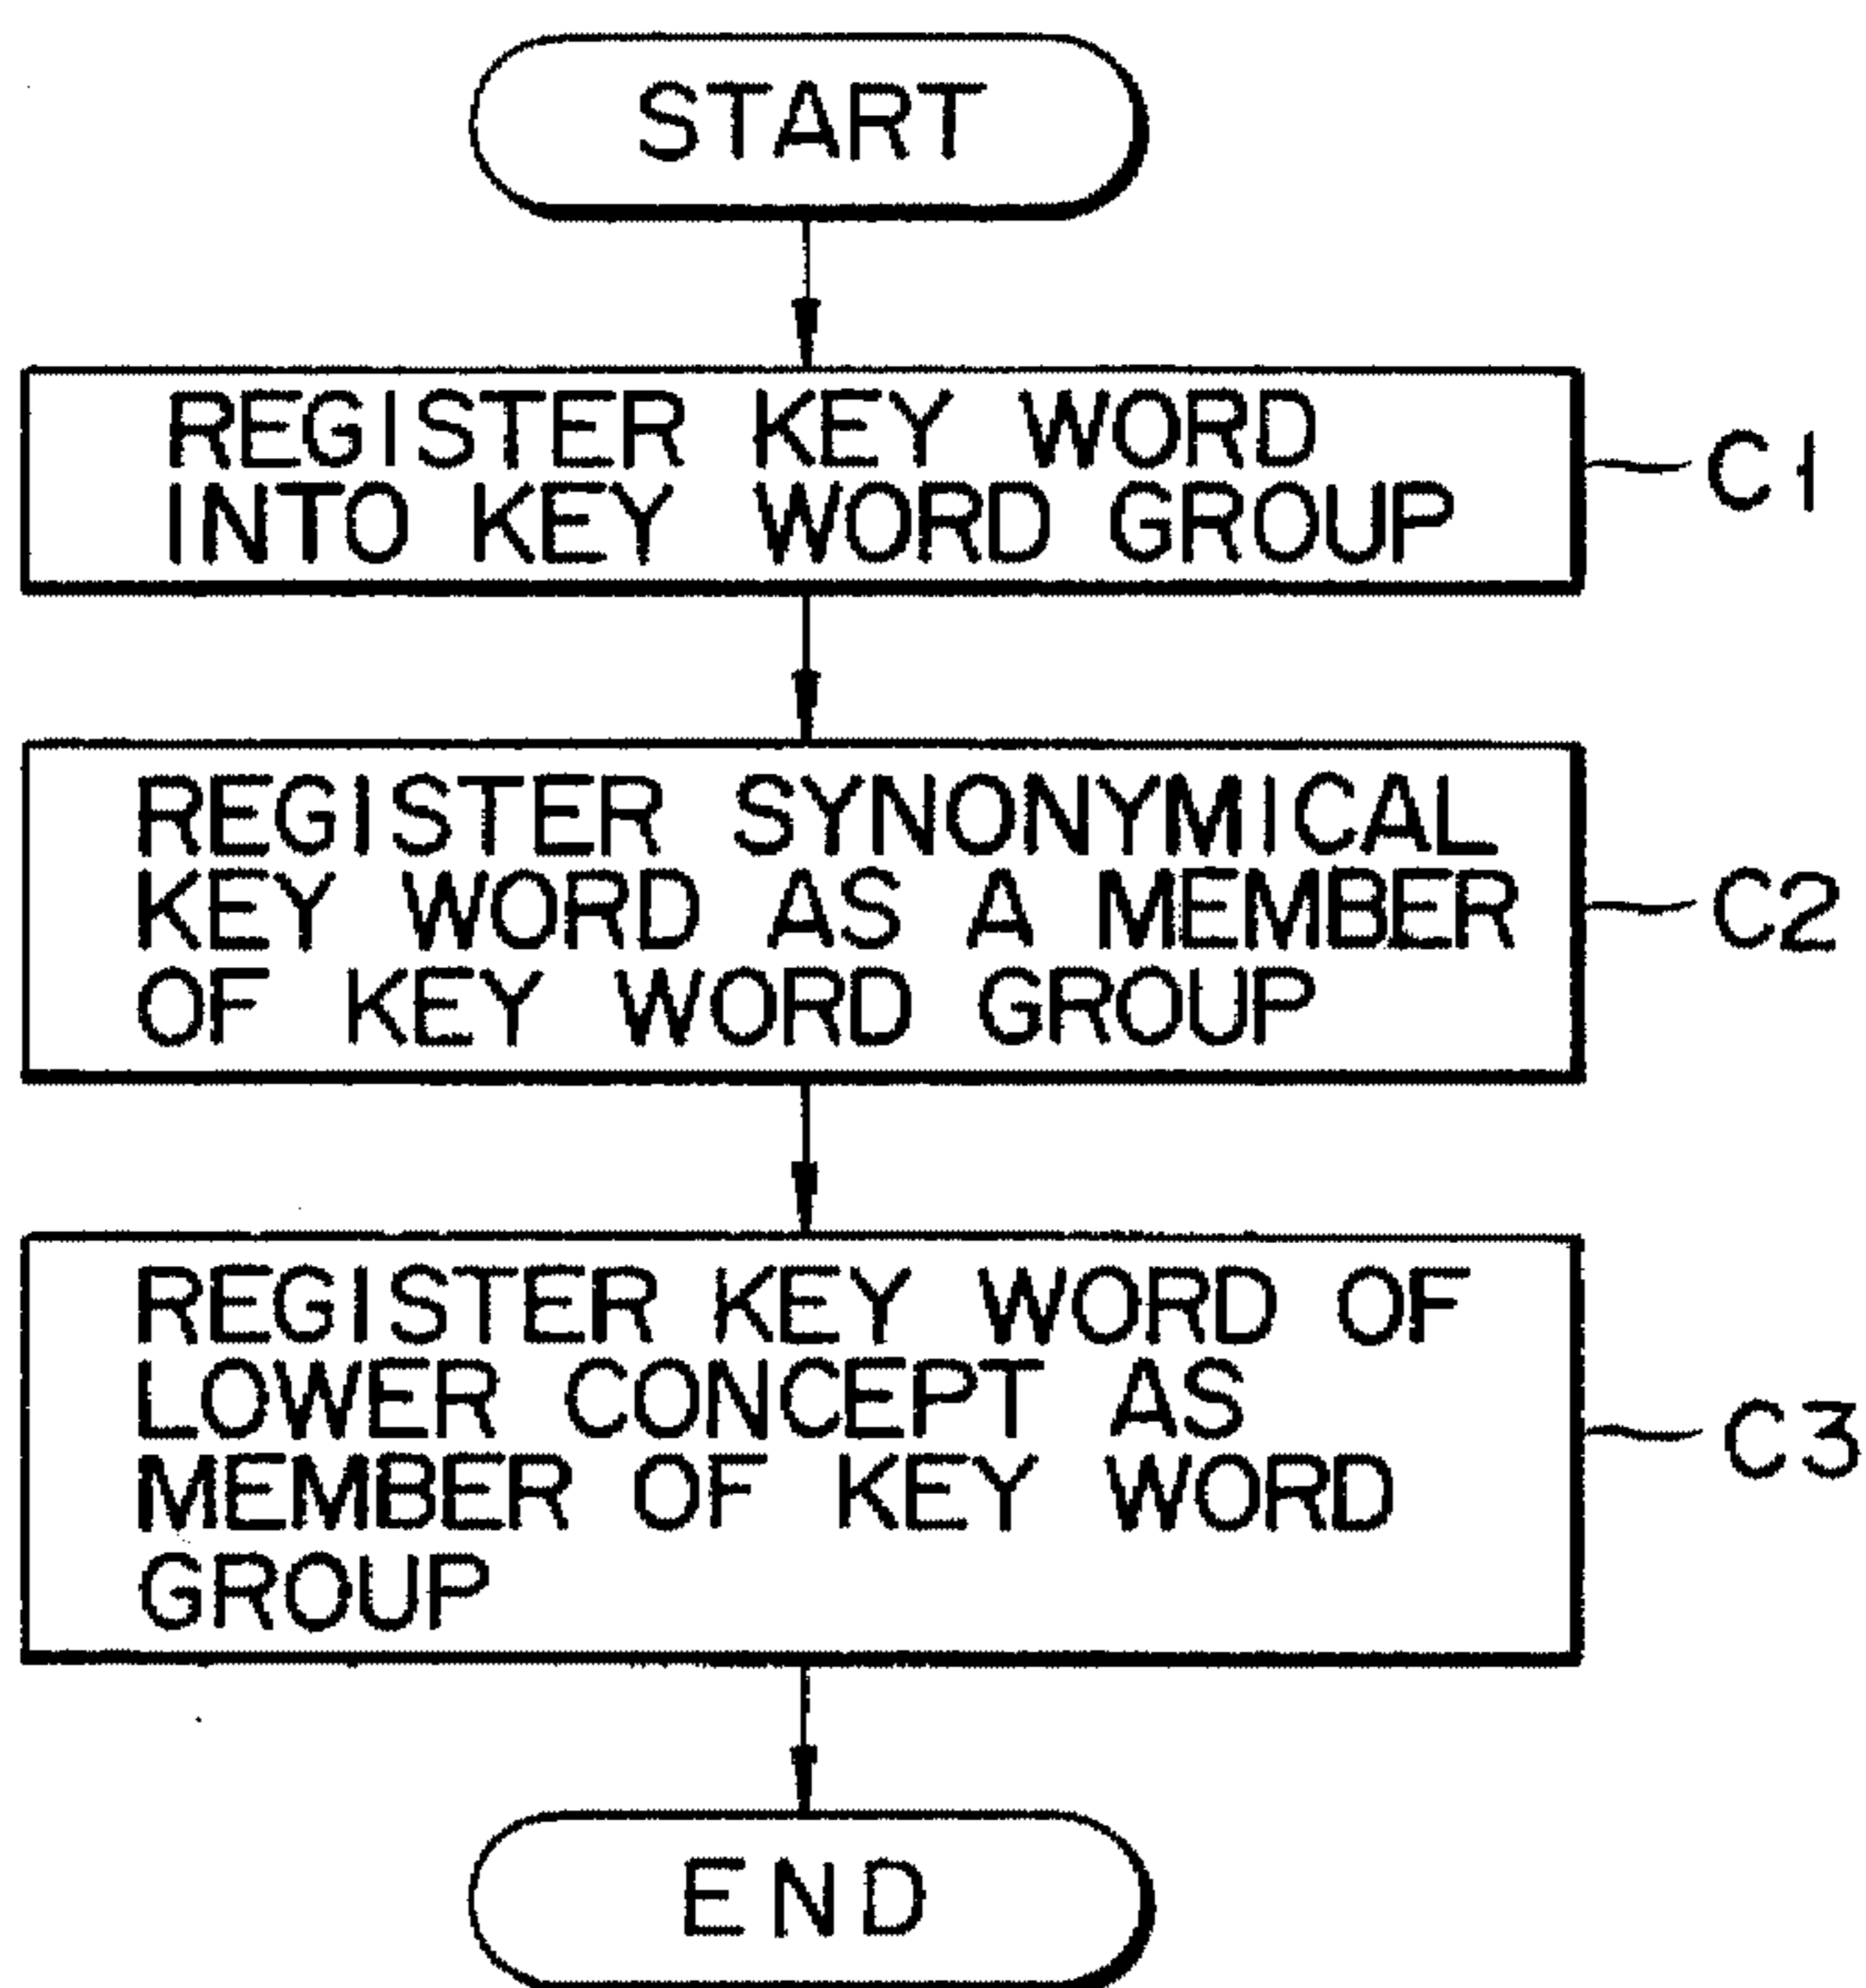 START
REGISTER KEY WORD
INTO KEY WORD GROUP
C1
REGISTER SYNONYMICAL
KEY WORD AS A MEMBER
OF KEY WORD GROUP
C2
REGISTER KEY WORD OF
LOWER CONCEPT AS
MEMBER OF KEY WORD
GROUP
C3
END